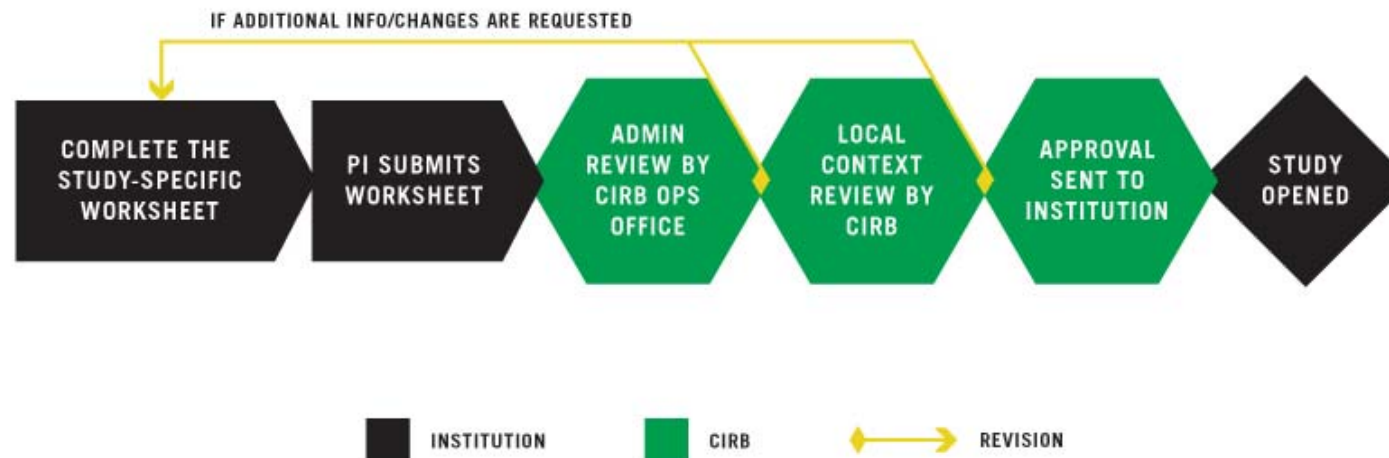 IF ADDITIONAL INFO/CHANGES ARE REQUESTED
COMPLETE THE
STUDY-SPECIFIC
WORKSHEET
PI SUBMITS
WORKSHEET
ADMIN
REVIEW BY
CIRB OPS
OFFICE
LOCAL
CONTEXT
REVIEW BY
CIRB
APPROVAL
SENT TO
INSTITUTION
STUDY
OPENED
INSTITUTION
CIRB
REVISION